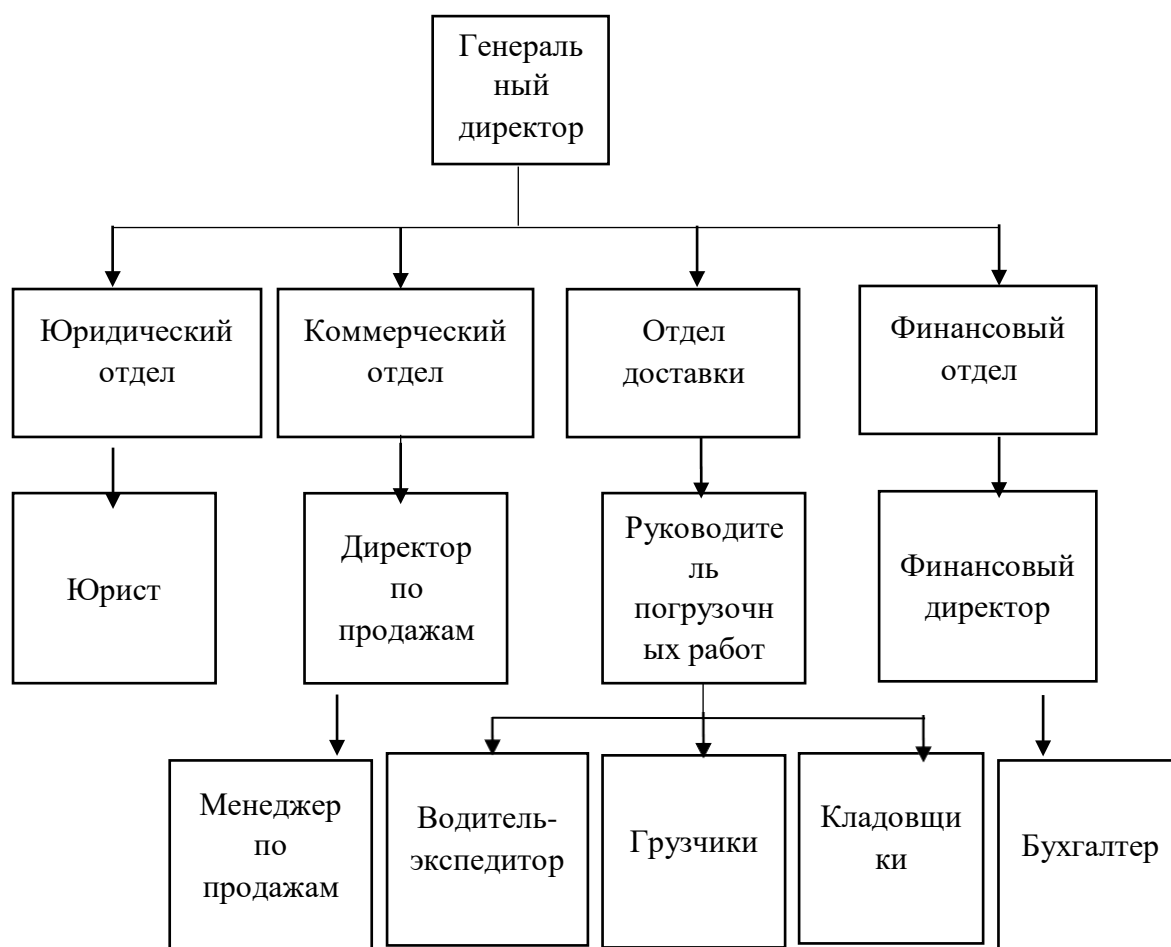 Генераль
ный
директор
Юридический
отдел
Коммерческий
отдел
Отдел
доставки
Финансовый
отдел
Юрист
Директор
по
продажам
Руководите
ль
погрузочн
ых работ
Финансовый
директор
Менеджер
по
продажам
Водитель-
экспедитор
Грузчики
Кладовщи
ки
Бухгалтер